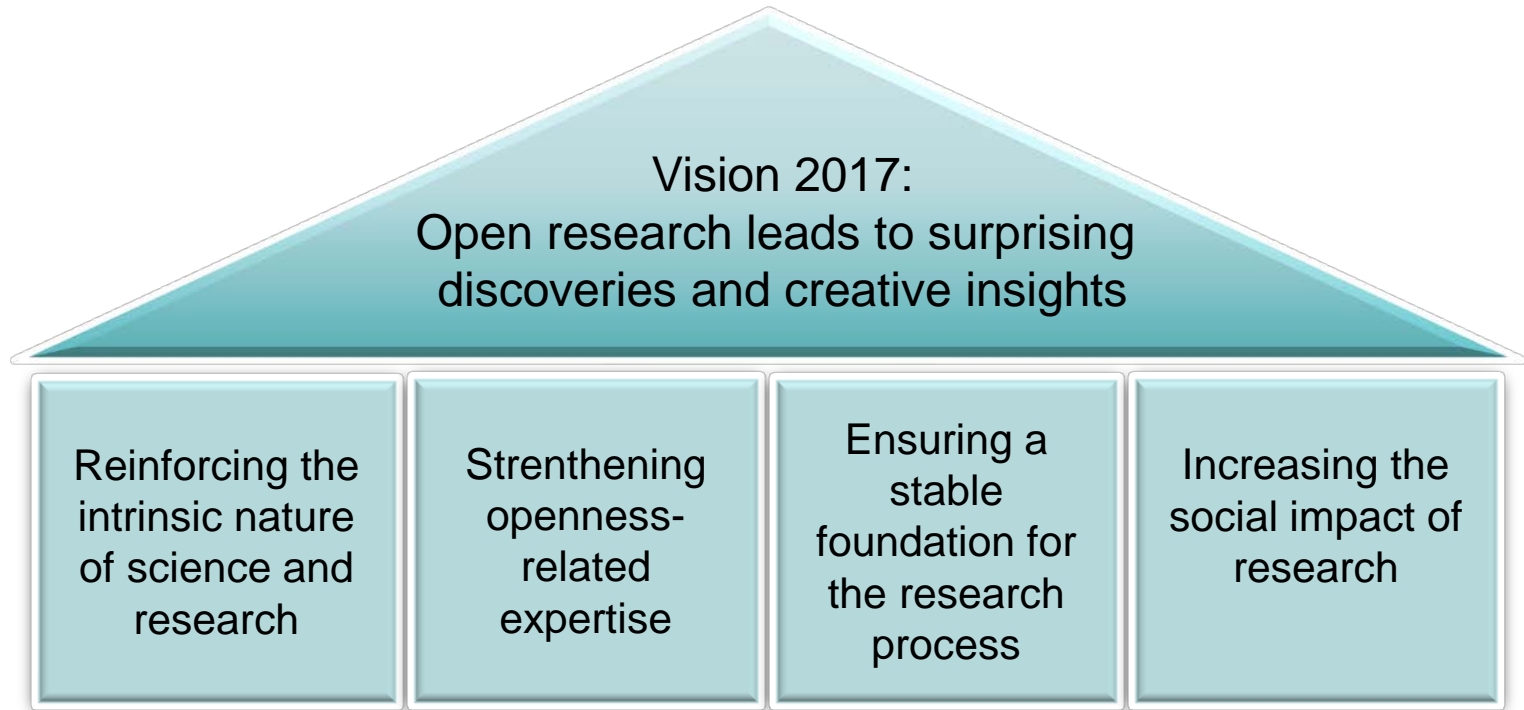 Vision 2017:
Open research leads to surprising
discoveries and creative insights
Reinforcing the
intrinsic nature
of science and
research
Strenthening
openness-
related
expertise
Ensuring a
stable
foundation for
the research
process
Increasing the
social impact of
research